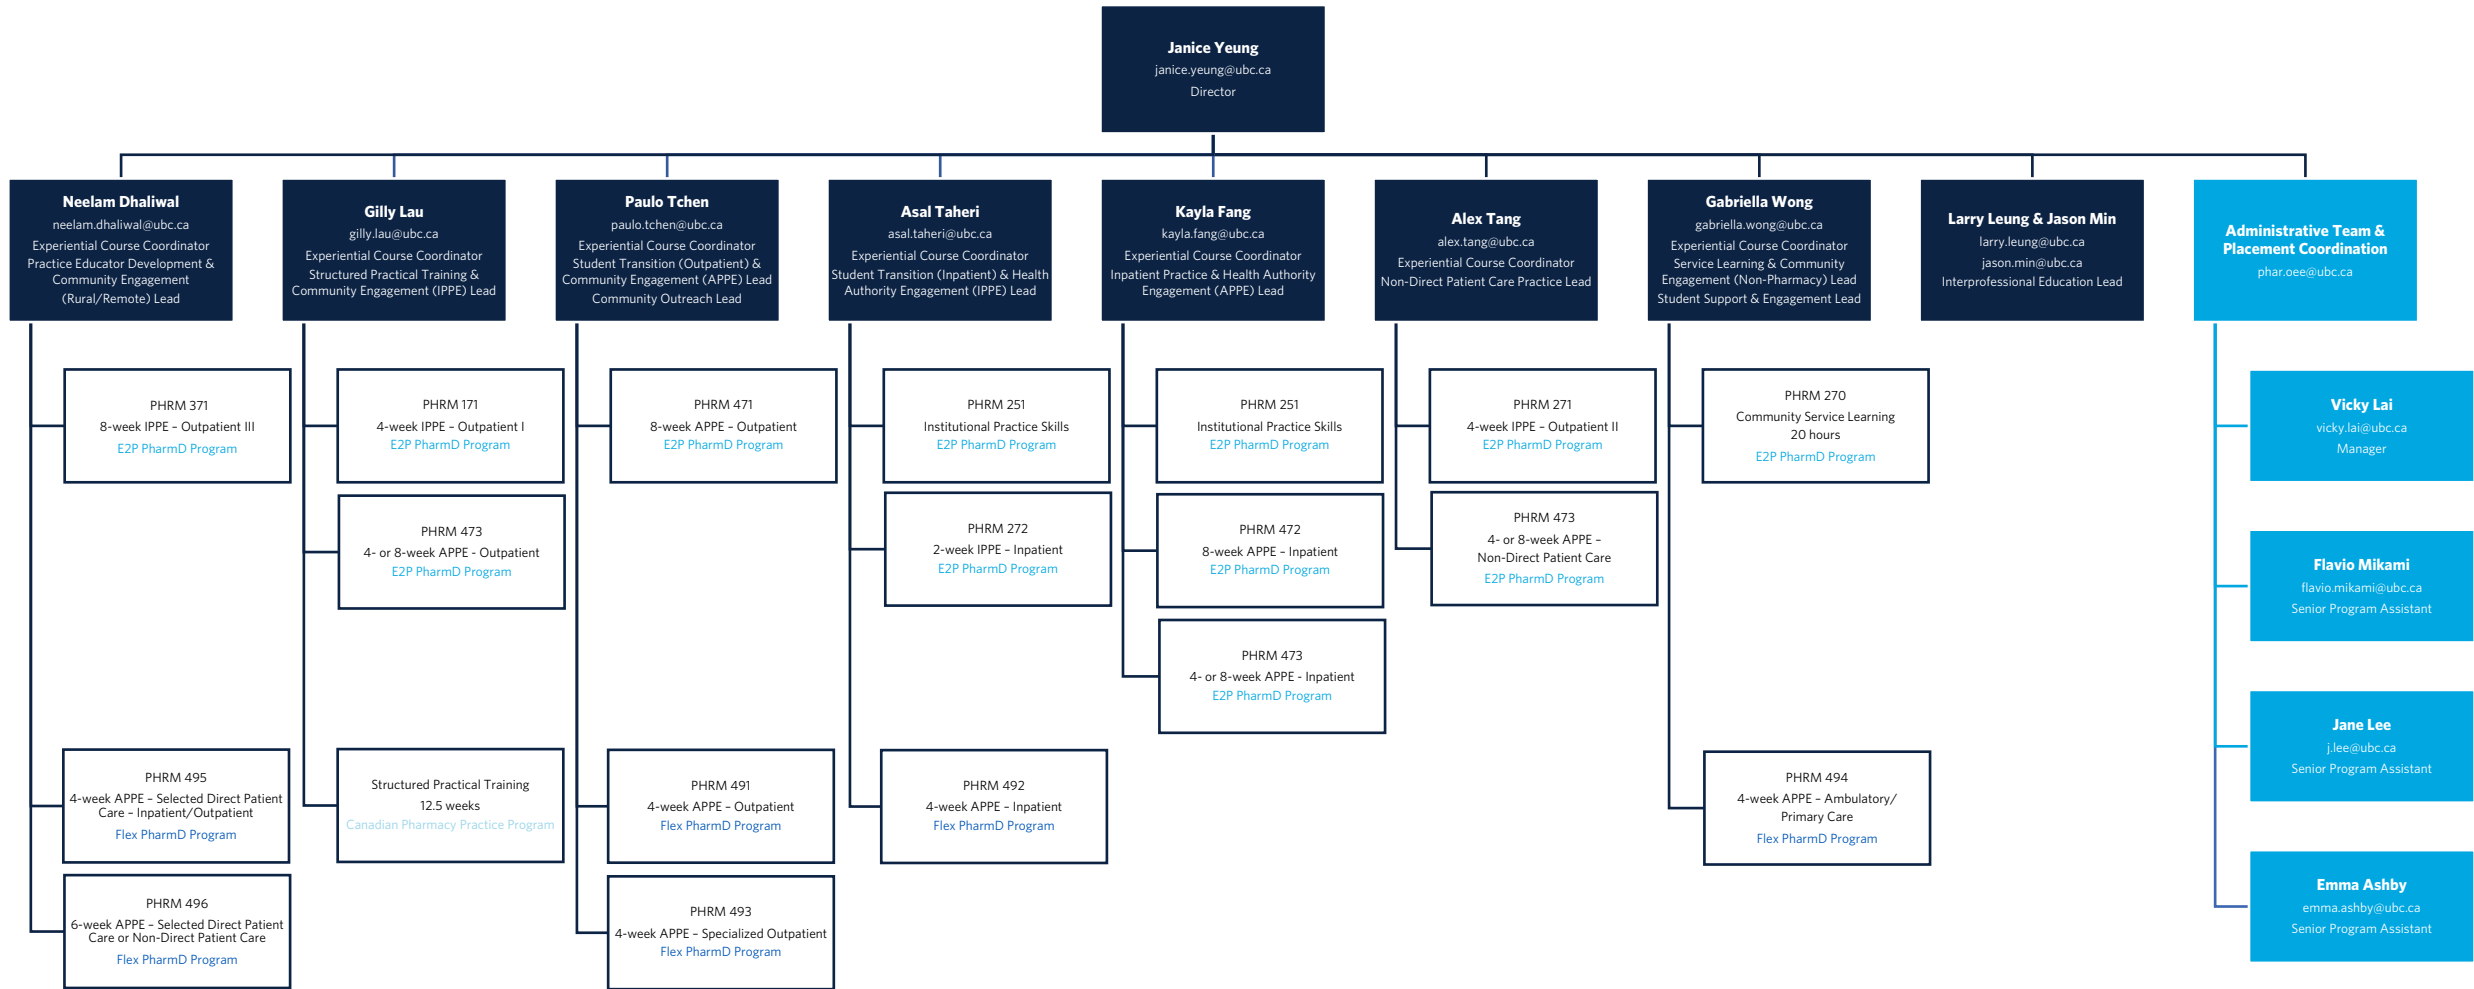 Janice Yeung
janice.yeung@ubc.ca
Director
Neelam Dhaliwal
neelam.dhaliwal@ubc.ca
Experiential Course Coordinator
Practice Educator Development &
Community Engagement
(Rural/Remote) Lead
Gilly Lau
gilly.lau@ubc.ca
Experiential Course Coordinator
Structured Practical Training &
Community Engagement (IPPE) Lead
Paulo Tchen
paulo.tchen@ubc.ca
Experiential Course Coordinator
Student Transition (Outpatient) &
Community Engagement (APPE) Lead
Community Outreach Lead
Asal Taheri
asal.taheri@ubc.ca
Experiential Course Coordinator
Student Transition (Inpatient) & Health
Authority Engagement (IPPE) Lead
Kayla Fang
kayla.fang@ubc.ca
Experiential Course Coordinator
Inpatient Practice & Health Authority
Engagement (APPE) Lead
Alex Tang
alex.tang@ubc.ca
Experiential Course Coordinator
Non-Direct Patient Care Practice Lead
Gabriella Wong
gabriella.wong@ubc.ca
Experiential Course Coordinator
Service Learning & Community
Engagement (Non-Pharmacy) Lead
Student Support & Engagement Lead
Larry Leung & Jason Min
larry.leung@ubc.ca
jason.min@ubc.ca
Interprofessional Education Lead
Administrative Team &
Placement Coordination
phar.oee@ubc.ca
PHRM 371
8-week IPPE – Outpatient III
E2P PharmD Program
PHRM 171
4-week IPPE – Outpatient I
E2P PharmD Program
PHRM 471
8-week APPE – Outpatient
E2P PharmD Program
PHRM 251
Institutional Practice Skills
E2P PharmD Program
PHRM 251
Institutional Practice Skills
E2P PharmD Program
PHRM 271
4-week IPPE – Outpatient II
E2P PharmD Program
PHRM 270
Community Service Learning
20 hours
E2P PharmD Program
Vicky Lai
vicky.lai@ubc.ca
Manager
PHRM 473
4- or 8-week APPE - Outpatient
E2P PharmD Program
PHRM 272
2-week IPPE – Inpatient
E2P PharmD Program
PHRM 472
8-week APPE – Inpatient
E2P PharmD Program
PHRM 473
4- or 8-week APPE –
Non-Direct Patient Care
E2P PharmD Program
Flavio Mikami
flavio.mikami@ubc.ca
Senior Program Assistant
PHRM 473
4- or 8-week APPE - Inpatient
E2P PharmD Program
Jane Lee
j.lee@ubc.ca
Senior Program Assistant
PHRM 495
4-week APPE – Selected Direct Patient
Care – Inpatient/Outpatient
Flex PharmD Program
Structured Practical Training
12.5 weeks
Canadian Pharmacy Practice Program
PHRM 491
4-week APPE – Outpatient
Flex PharmD Program
PHRM 492
4-week APPE – Inpatient
Flex PharmD Program
PHRM 494
4-week APPE – Ambulatory/
Primary Care
Flex PharmD Program
PHRM 496
6-week APPE – Selected Direct Patient
Care or Non-Direct Patient Care
Flex PharmD Program
PHRM 493
4-week APPE – Specialized Outpatient
Flex PharmD Program
Emma Ashby
emma.ashby@ubc.ca
Senior Program Assistant